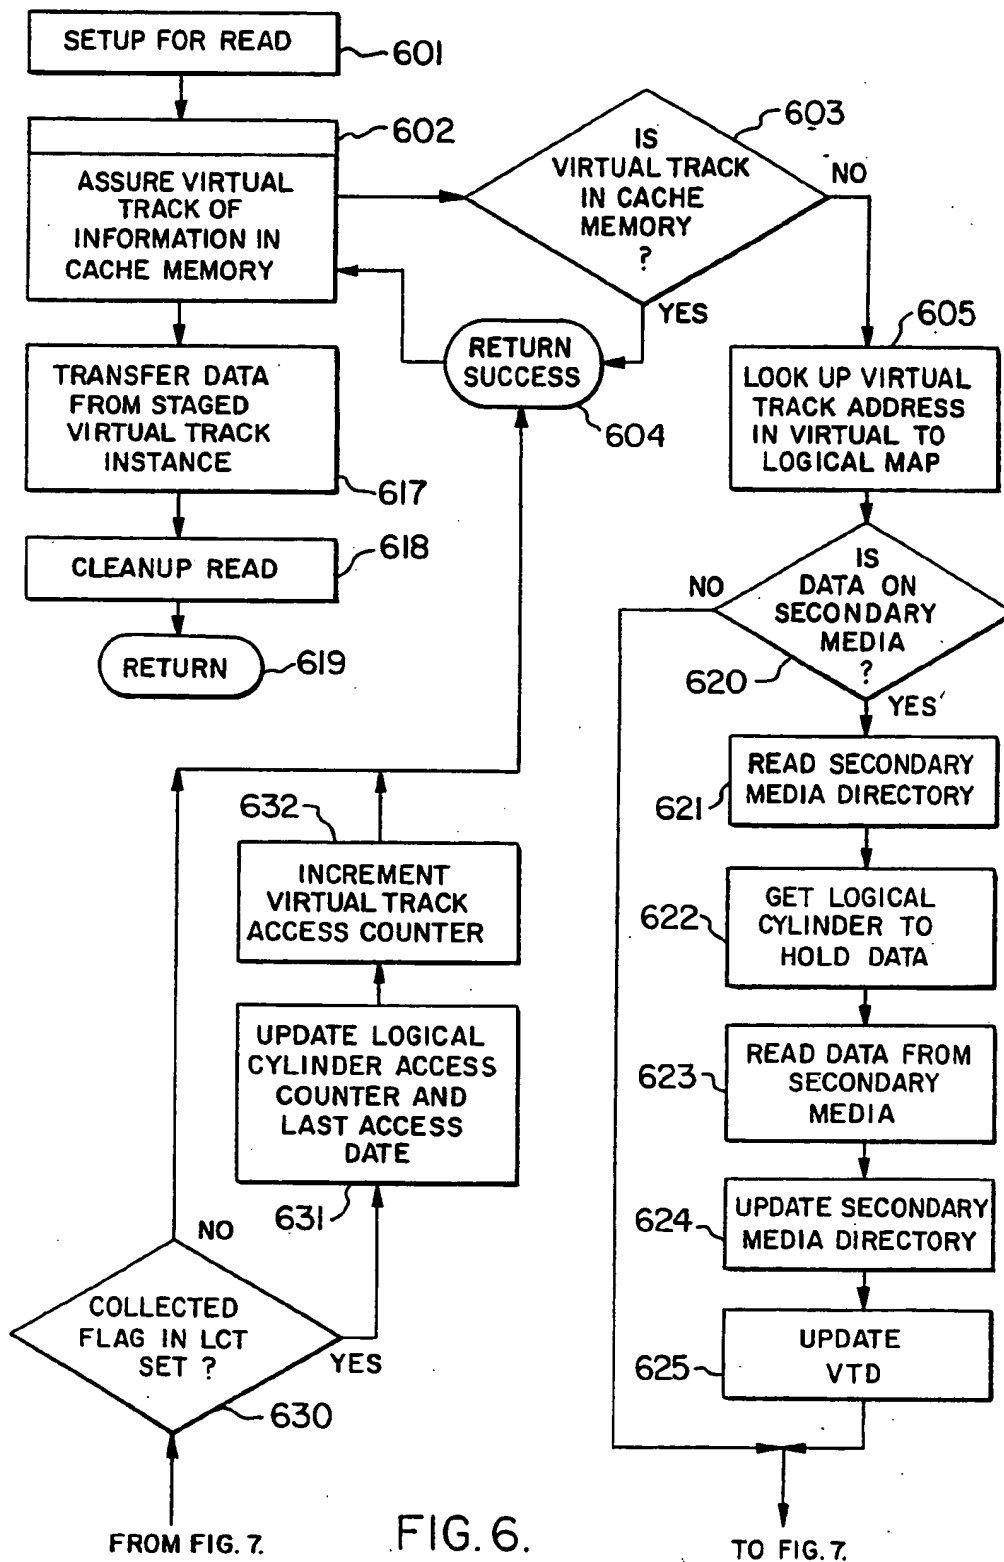 SETUP FOR READ
601
602
ASSURE VIRTUAL
TRACK OF
INFORMATION IN
CACHE MEMORY
603
IS
VIRTUAL TRACK
IN CACHE
MEMORY
?
NO
YES
RETURN
SUCCESS
604
605
LOOK UP VIRTUAL
TRACK ADDRESS
IN VIRTUAL TO
LOGICAL MAP
TRANSFER DATA
FROM STAGED
VIRTUAL TRACK
INSTANCE
617
CLEANUP READ
618
RETURN
619
NO
IS
DATA ON
SECONDARY
MEDIA
?
620
YES
READ SECONDARY
MEDIA DIRECTORY
621
GET LOGICAL
CYLINDER TO
HOLD DATA
622
READ DATA FROM
SECONDARY
MEDIA
623
UPDATE SECONDARY
MEDIA DIRECTORY
624
UPDATE
VTD
625
632
INCREMENT
VIRTUAL TRACK
ACCESS COUNTER
UPDATE LOGICAL
CYLINDER ACCESS
COUNTER AND
LAST ACCESS
DATE
631
NO
COLLECTED
FLAG IN LCT
SET ?
YES
630
FROM FIG. 7.
FIG. 6.
TO FIG. 7.